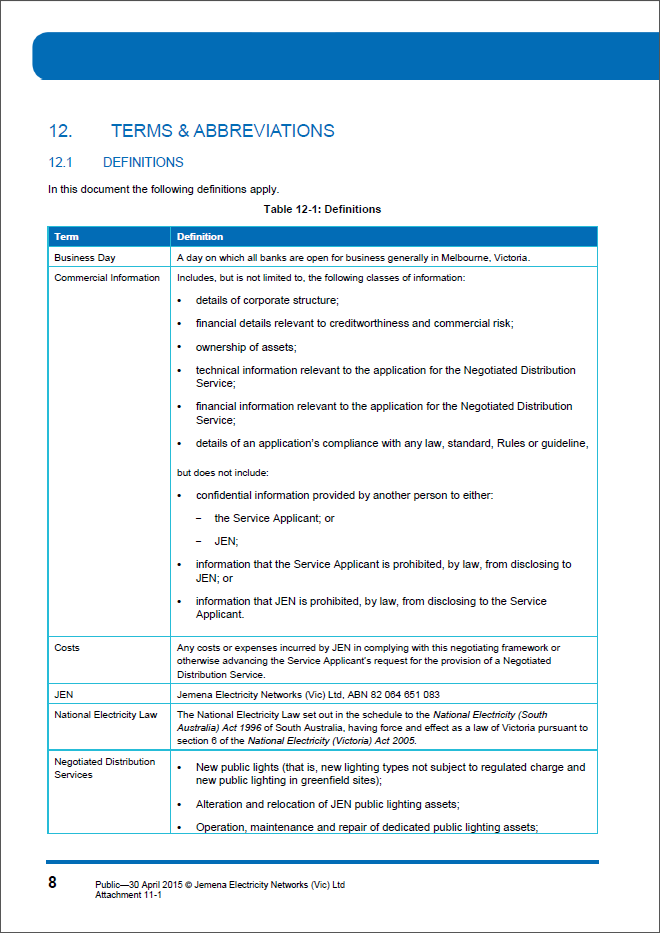 12. TERMS & ABBREVIATIONS
12.1 DEFINITIONS
In this document the following definitions apply.
Table 12-1: Definitions
Term Definition
Business Day A day on which all banks are open for business generally in Melbourne, Victoria.
Commercial Information Includes, but is not limited to, the following classes of information:
• details of corporate structure;
• financial details relevant to creditworthiness and commercial risk;
• ownership of assets;
• technical information relevant to the application for the Negotiated Distribution
Service;
• financial information relevant to the application for the Negotiated Distribution
Service;
• details of an application's compliance with any law, standard, Rules or guideline,
but does not include:
• confidential information provided by another person to either:
– the Service Applicant; or
– JEN;
• information that the Service Applicant is prohibited, by law, from disclosing to
JEN; or
• information that JEN is prohibited, by law, from disclosing to the Service
Applicant.
Costs Any costs or expenses incurred by JEN in complying with this negotiating framework or
otherwise advancing the Service Applicant's request for the provision of a Negotiated
Distribution Service.
JEN Jemena Electricity Networks (Vic) Ltd, ABN 82 064 651 083
National Electricity Law The National Electricity Law set out in the schedule to the National Electricity (South
Australia) Act 1996 of South Australia, having force and effect as a law of Victoria pursuant to
section 6 of the National Electricity (Victoria) Act 2005.
Negotiated Distribution
Services
• New public lights (that is, new lighting types not subject to regulated charge and
new public lighting in greenfield sites);
• Alteration and relocation of JEN public lighting assets;
• Operation, maintenance and repair of dedicated public lighting assets;
8 Public—30 April 2015 © Jemena Electricity Networks (Vic) Ltd
Attachment 11-1